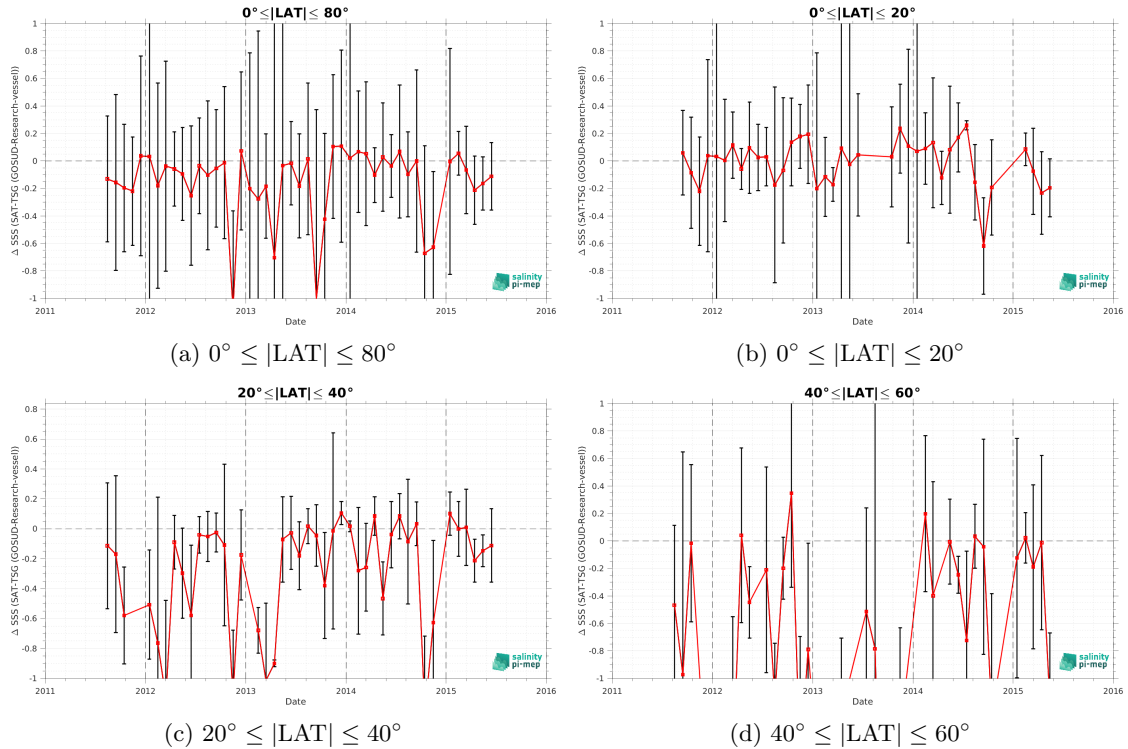 0°≤|LAT|≤ 80°
Δ SSS (SAT-TSG (GOSUD-Research-vessel))
1
0.8
0.6
0.4
0.2
0
-0.2
-0.4
-0.6
-0.8
-1
2011 2012 2013 2014 2015 2016
Date
salinity
pi-mep
(a) 0° ≤ |LAT| ≤ 80°
0°≤|LAT|≤ 20°
Δ SSS (SAT-TSG (GOSUD-Research-vessel))
1
0.8
0.6
0.4
0.2
0
-0.2
-0.4
-0.6
-0.8
-1
2011 2012 2013 2014 2015 2016
Date
salinity
pi-mep
(b) 0° ≤ |LAT| ≤ 20°
20°≤|LAT|≤ 40°
Δ SSS (SAT-TSG (GOSUD-Research-vessel))
0.8
0.6
0.4
0.2
0
-0.2
-0.4
-0.6
-0.8
-1
2011 2012 2013 2014 2015 2016
Date
salinity
pi-mep
(c) 20° ≤ |LAT| ≤ 40°
40°≤|LAT|≤ 60°
Δ SSS (SAT-TSG (GOSUD-Research-vessel))
1
0.8
0.6
0.4
0.2
0
-0.2
-0.4
-0.6
-0.8
-1
2011 2012 2013 2014 2015 2016
Date
salinity
pi-mep
(d) 40° ≤ |LAT| ≤ 60°